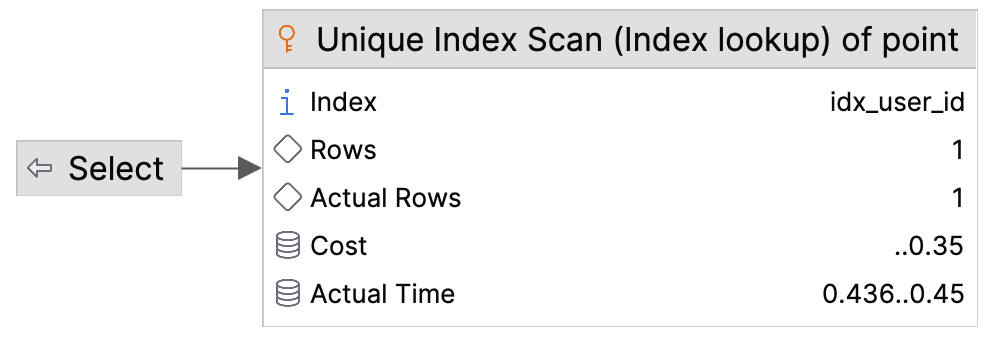 Select
Unique Index Scan (Index lookup) of point
Index idx_user_id
Rows 1
Actual Rows 1
Cost ..0.35
Actual Time 0.436..0.45